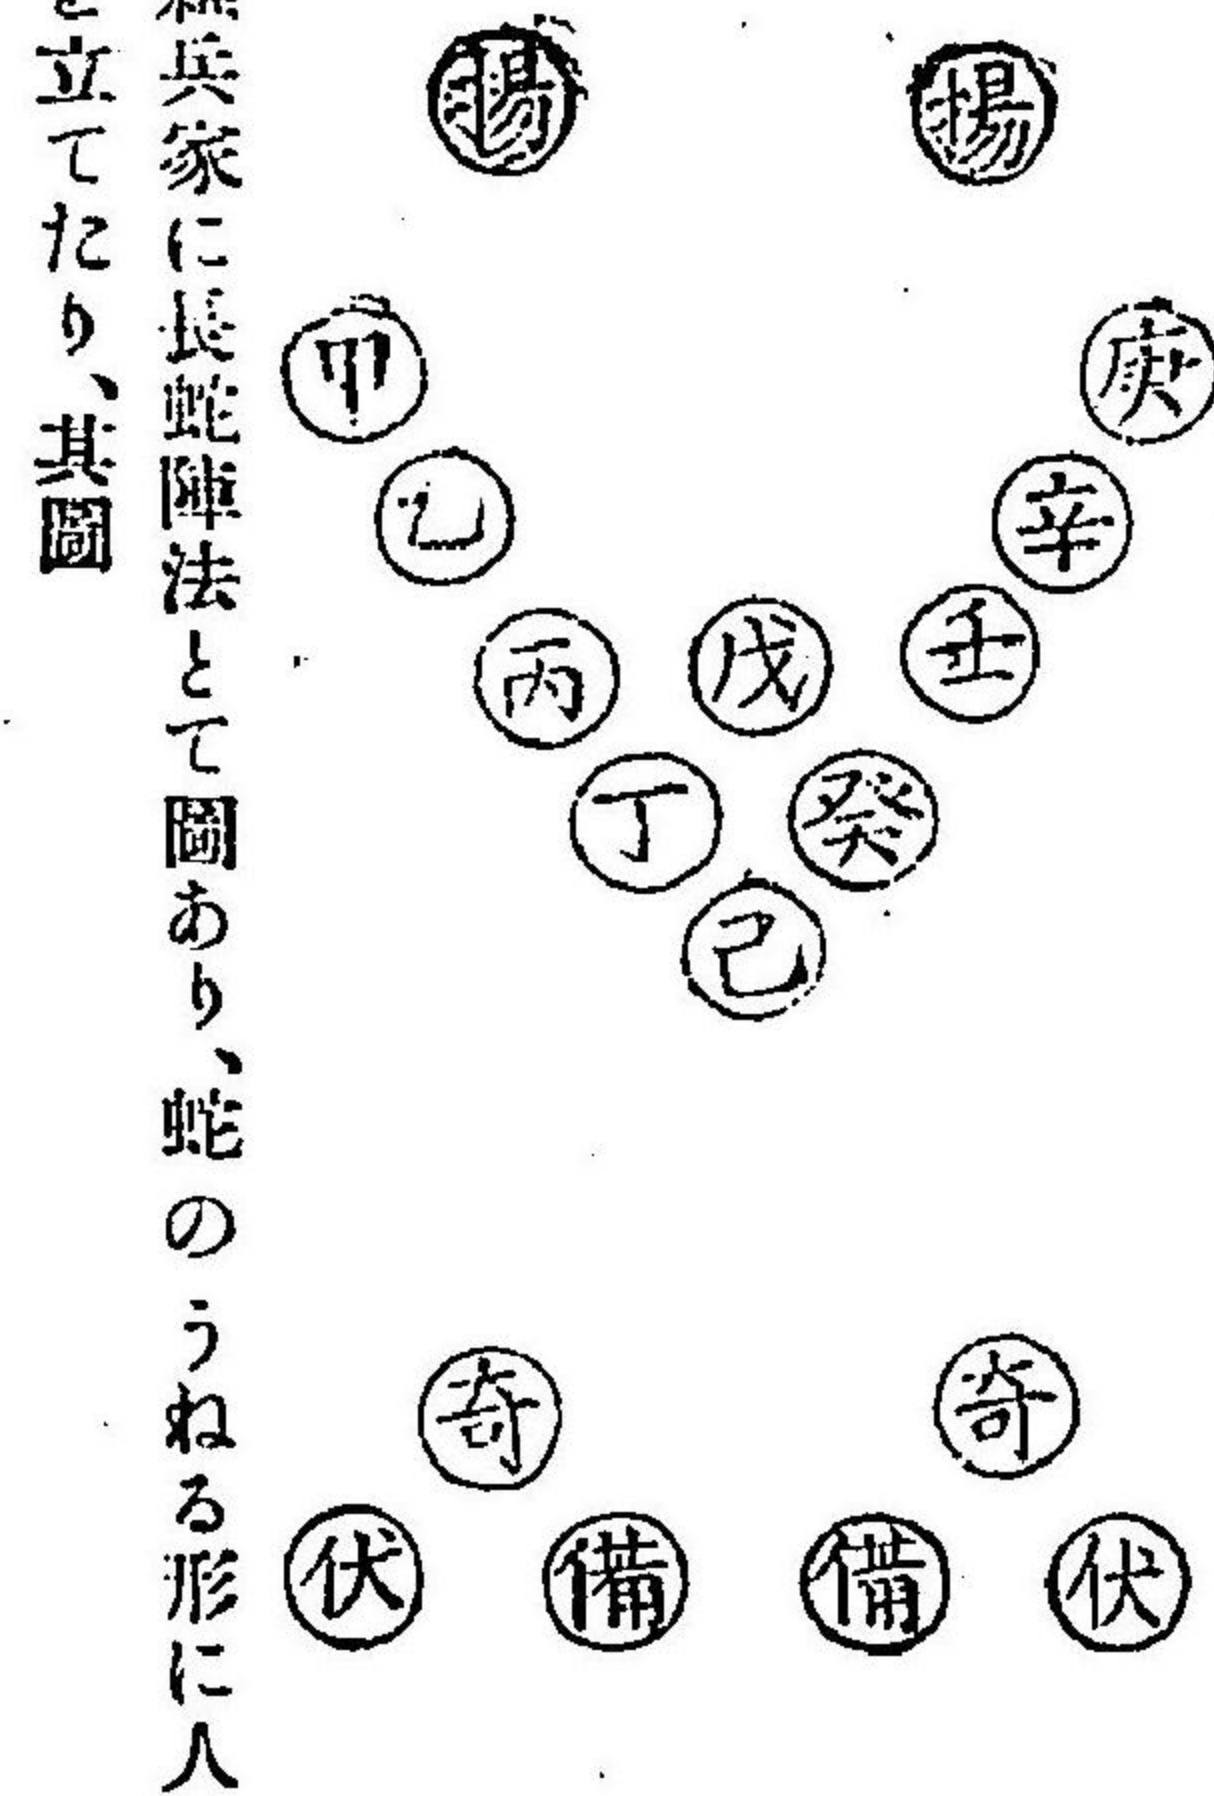 揚
揚
庚
甲
辛
乙
壬
戊
丙
癸
丁
己
奇
奇
伏
備
備
伏
兵家に長蛇陣法とて圖あり、蛇のうねる形に人
を立てたり、其圖